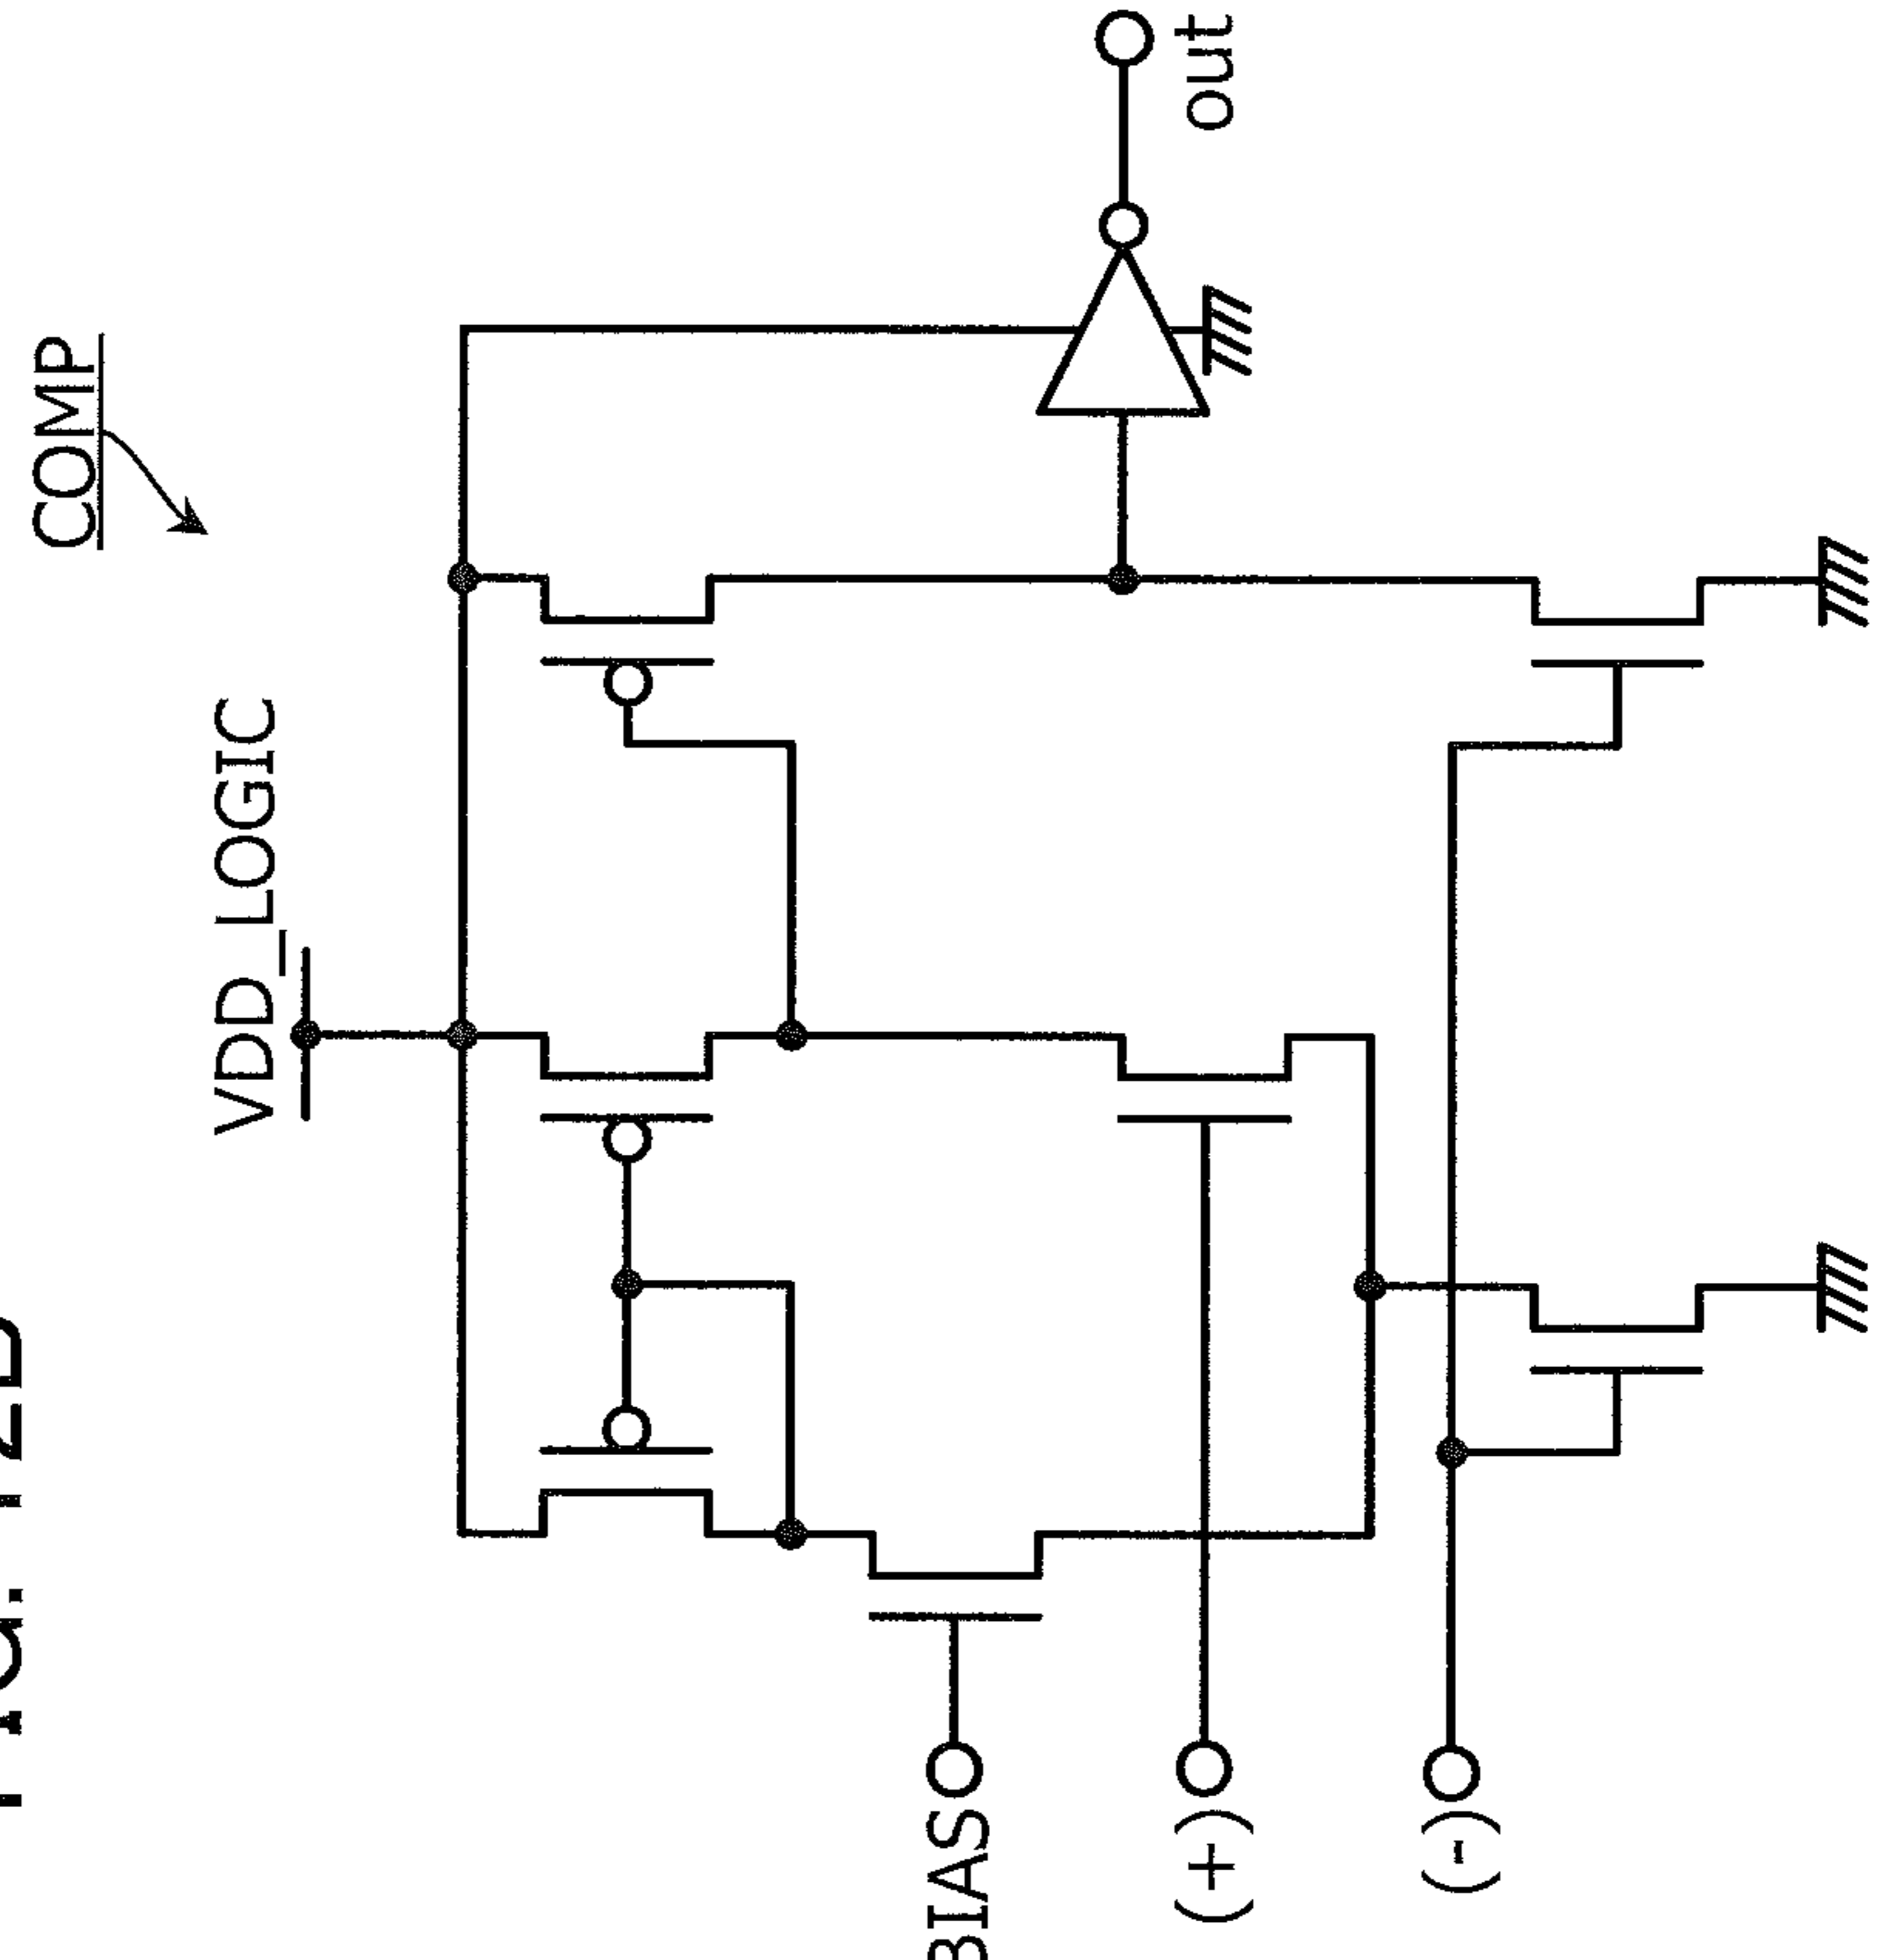 COMP
VDD_LOGIC
BIAS
(+)
(-)
out